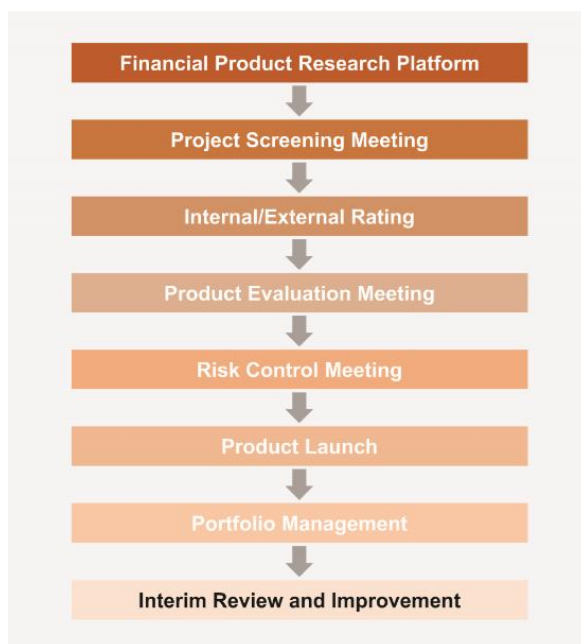 Financial Product Research Platform
Project Screening Meeting
Internal/External Rating
Product Evaluation Meeting
Risk Control Meeting
Product Launch
Portfolio Management
Interim Review and Improvement